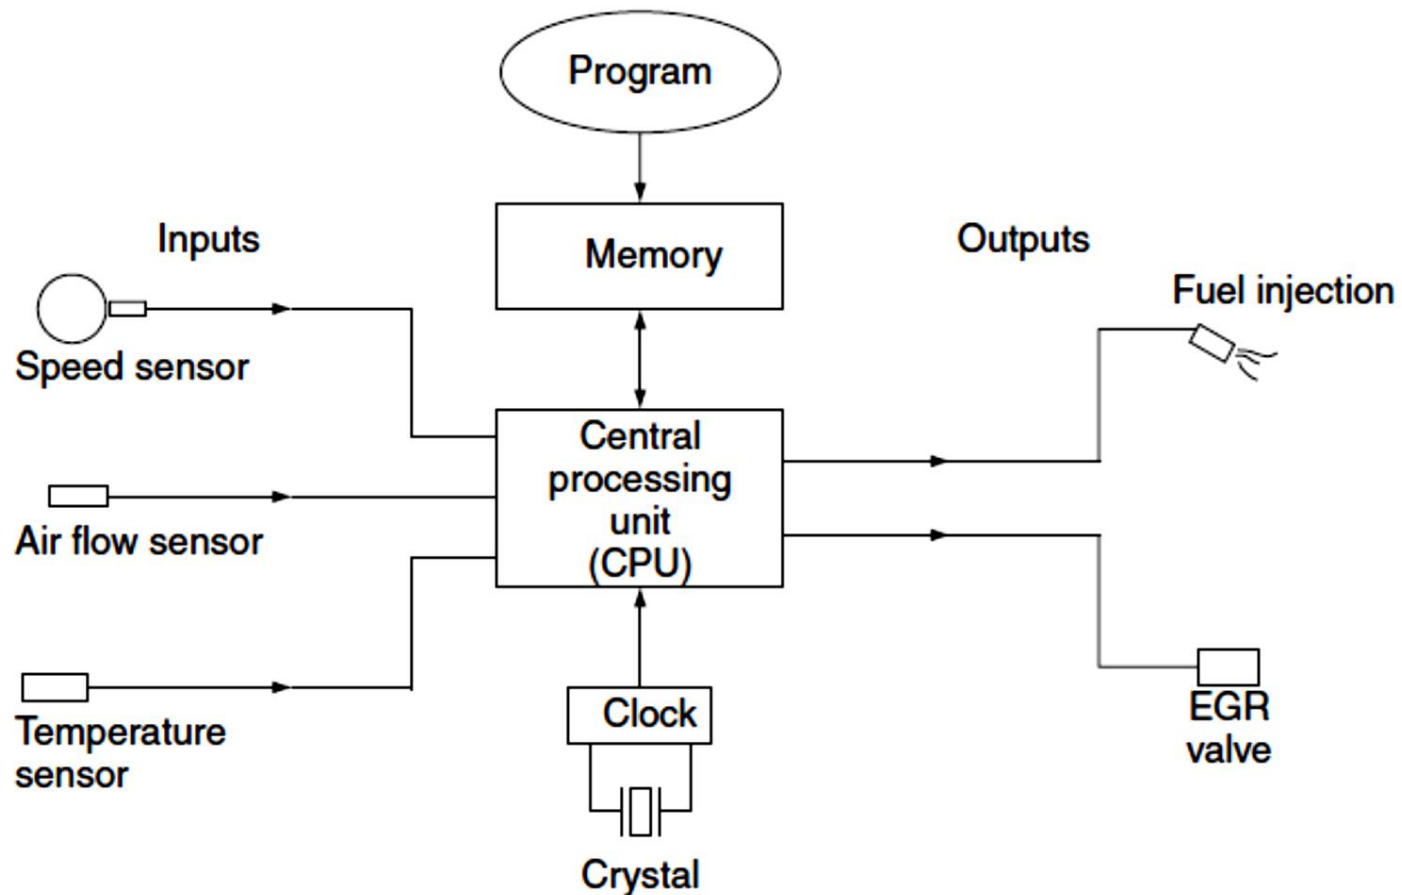 Program
Inputs
Memory
Outputs
Fuel injection
Speed sensor
Central
processing
unit
(CPU)
Air flow sensor
Clock
Temperature
sensor
EGR
valve
Crystal